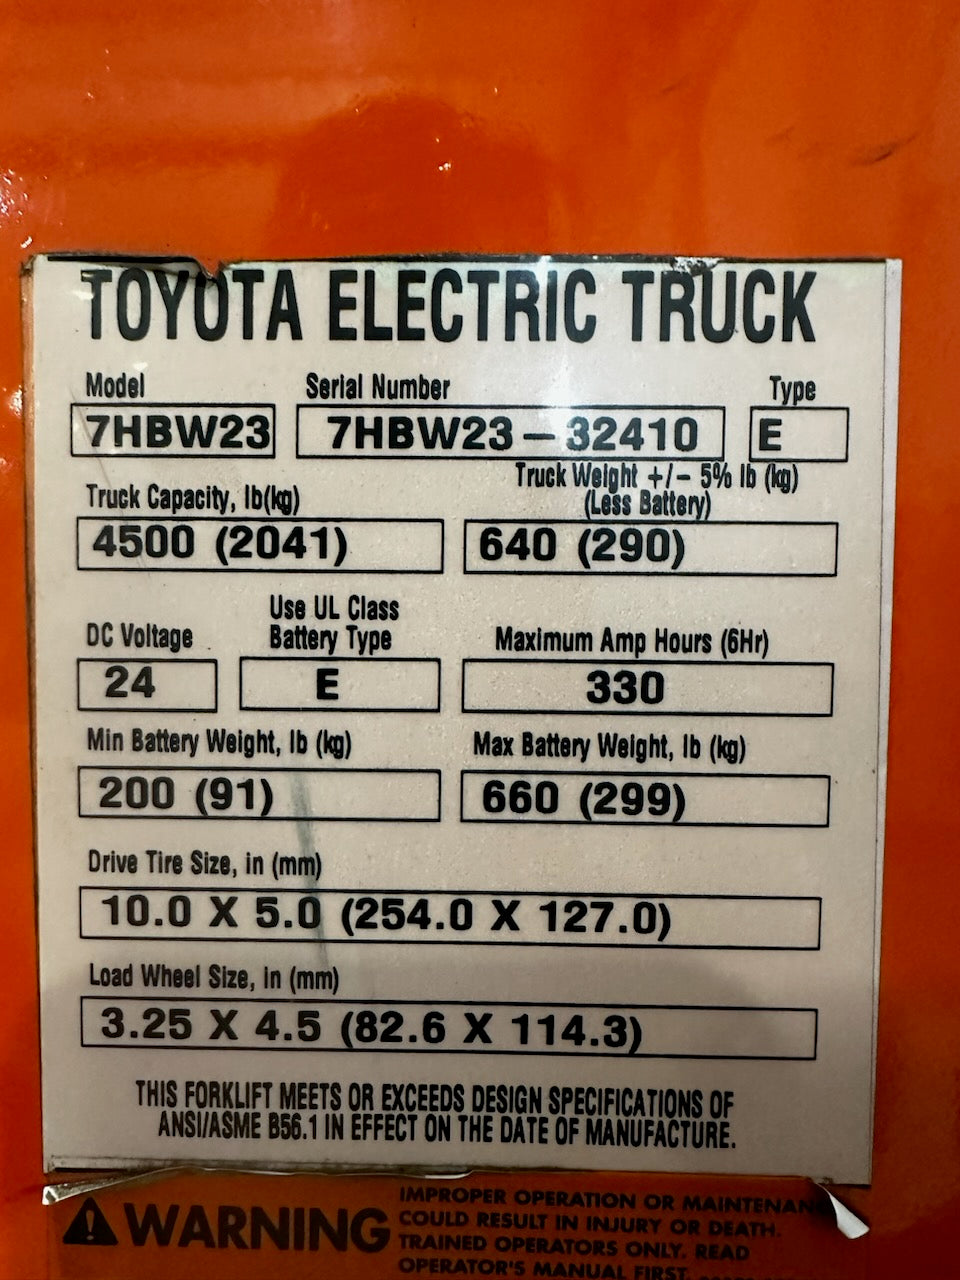 TOYOTA ELECTRIC TRUCK
Model Serial Number Type
7HBW23 7HBW23-32410 E
Truck Capacity, lb(kg) Truck Weight +/- 5% lb (kg)
(Less Battery)
4500 (2041) 640 (290)
DC Voltage Use UL Class
Battery Type Maximum Amp Hours (6Hr)
24 E 330
Min Battery Weight, lb (kg) Max Battery Weight, lb (kg)
200 (91) 660 (299)
Drive Tire Size, in (mm)
10.0 X 5.0 (254.0 X 127.0)
Load Wheel Size, in (mm)
3.25 X 4.5 (82.6 X 114.3)
THIS FORKLIFT MEETS OR EXCEEDS DESIGN SPECIFICATIONS OF
ANSI/ASME B56.1 IN EFFECT ON THE DATE OF MANUFACTURE.
WARNING
IMPROPER OPERATION OR MAINTENAN
COULD RESULT IN INJURY OR DEATH.
TRAINED OPERATORS ONLY. READ
OPERATOR'S MANUAL FIRST.